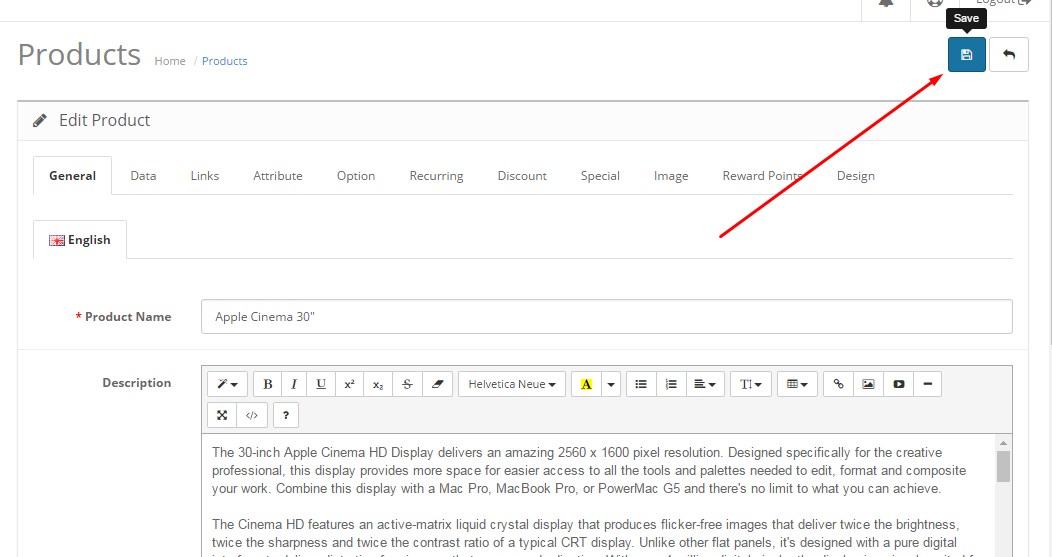 Logout
Save
Products Home / Products
Edit Product
General Data Links Attribute Option Recurring Discount Special Image Reward Points Design
English
* Product Name Apple Cinema 30"
Description
B I U x² x₂ S Helvetica Neue A TI
</> ?
The 30-inch Apple Cinema HD Display delivers an amazing 2560 x 1600 pixel resolution. Designed specifically for the creative
professional, this display provides more space for easier access to all the tools and palettes needed to edit, format and composite
your work. Combine this display with a Mac Pro, MacBook Pro, or PowerMac G5 and there's no limit to what you can achieve.
The Cinema HD features an active-matrix liquid crystal display that produces flicker-free images that deliver twice the brightness,
twice the sharpness and twice the contrast ratio of a typical CRT display. Unlike other flat panels, it's designed with a pure digital